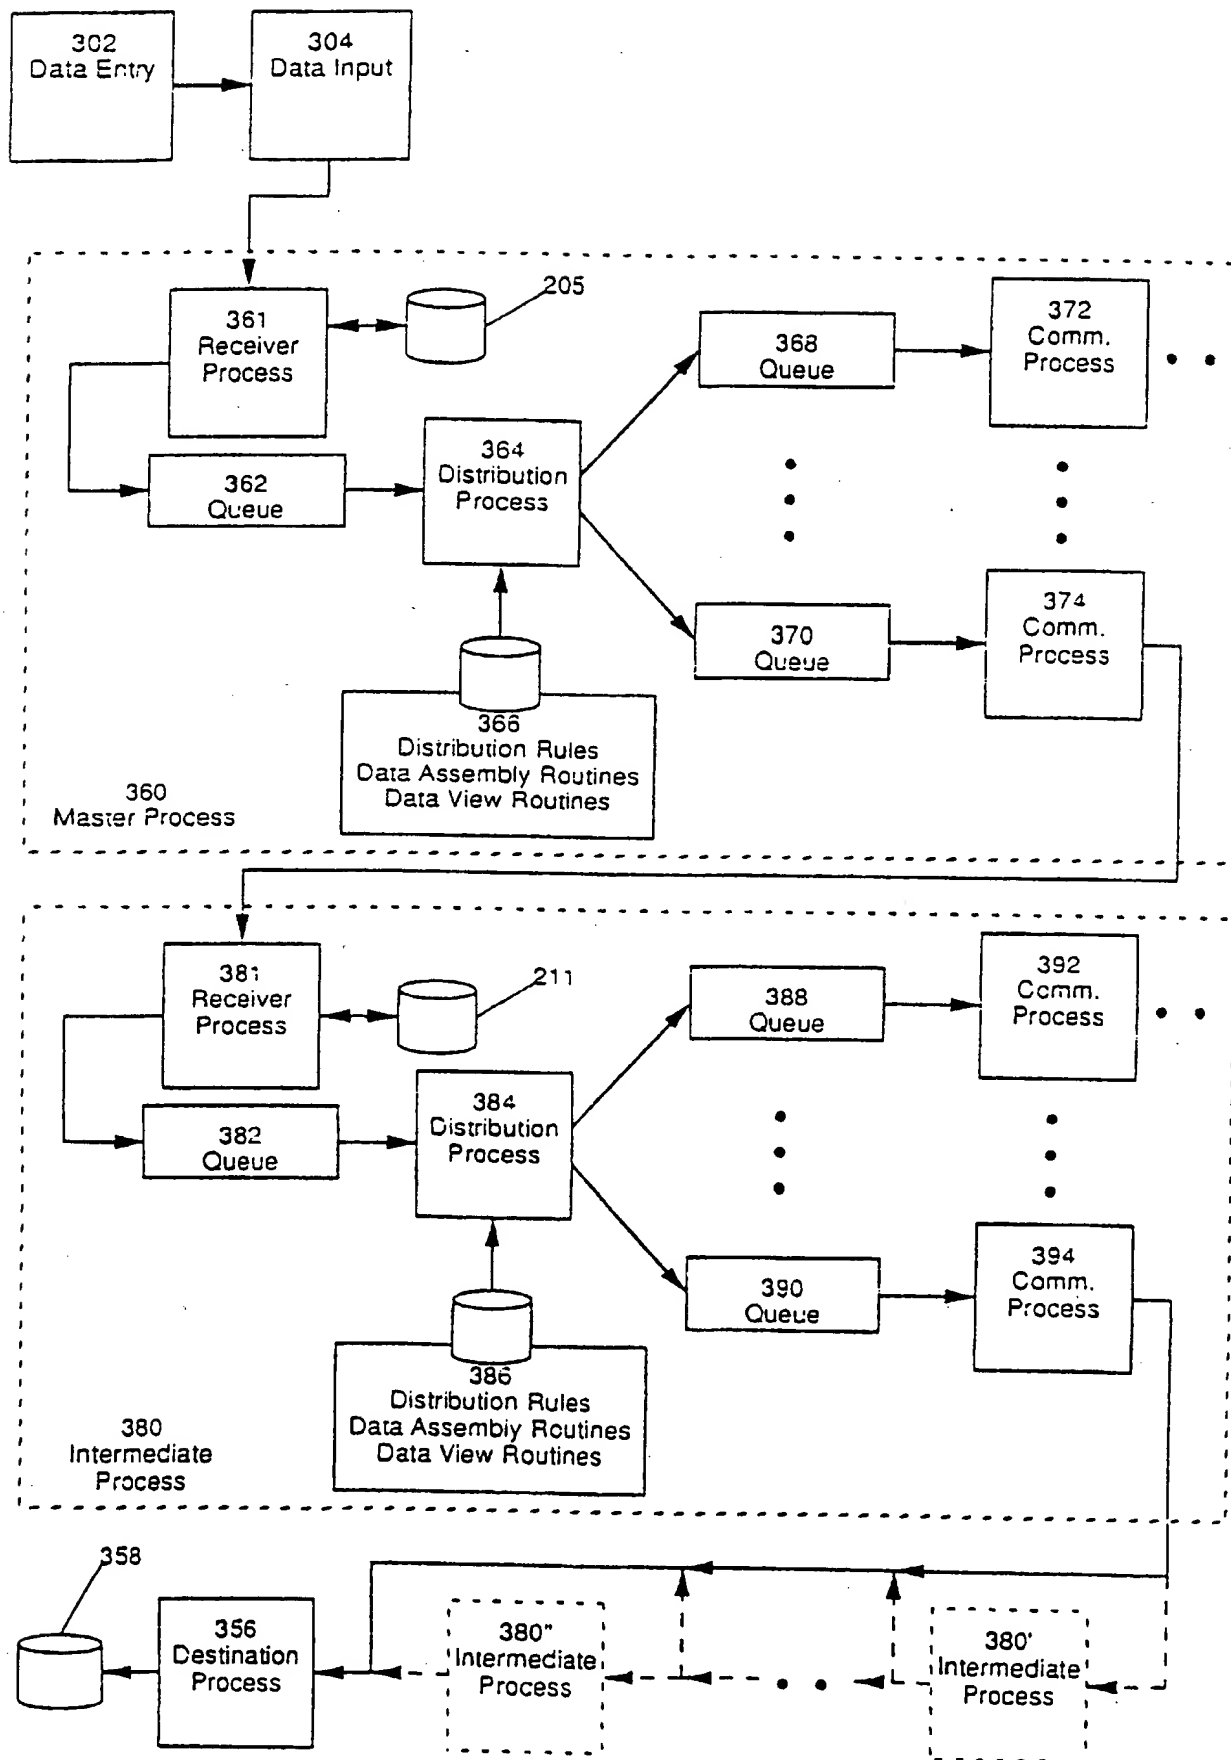 302
Data Entry
304
Data Input
361
Receiver
Process
205
368
Queue
372
Comm.
Process
362
Queue
364
Distribution
Process
370
Queue
374
Comm.
Process
366
Distribution Rules
Data Assembly Routines
Data View Routines
360
Master Process
381
Receiver
Process
211
388
Queue
392
Comm.
Process
382
Queue
384
Distribution
Process
390
Queue
394
Comm.
Process
386
Distribution Rules
Data Assembly Routines
Data View Routines
380
Intermediate
Process
358
356
Destination
Process
380"
Intermediate
Process
380'
Intermediate
Process